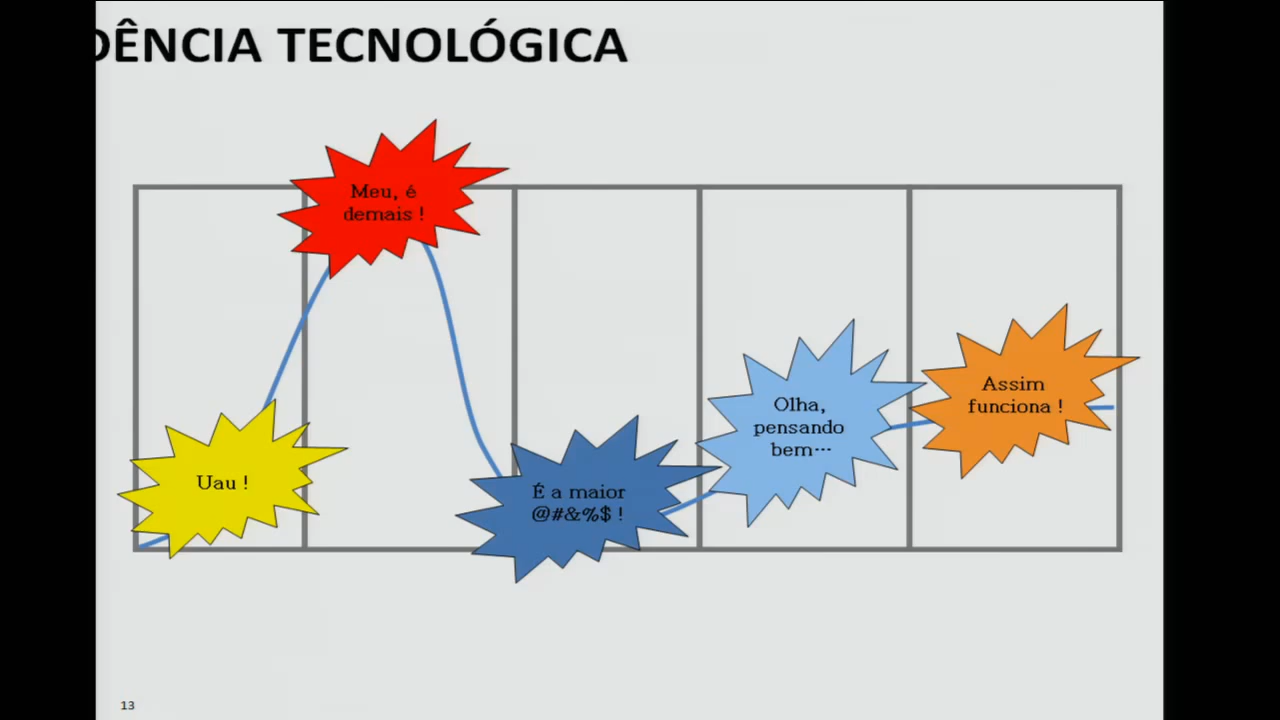 DÊNCIA TECNOLÓGICA
Meu, é
demais !
Uau !
É a maior
@#&%$ !
Olha,
pensando
bem···
Assim
funciona !
13